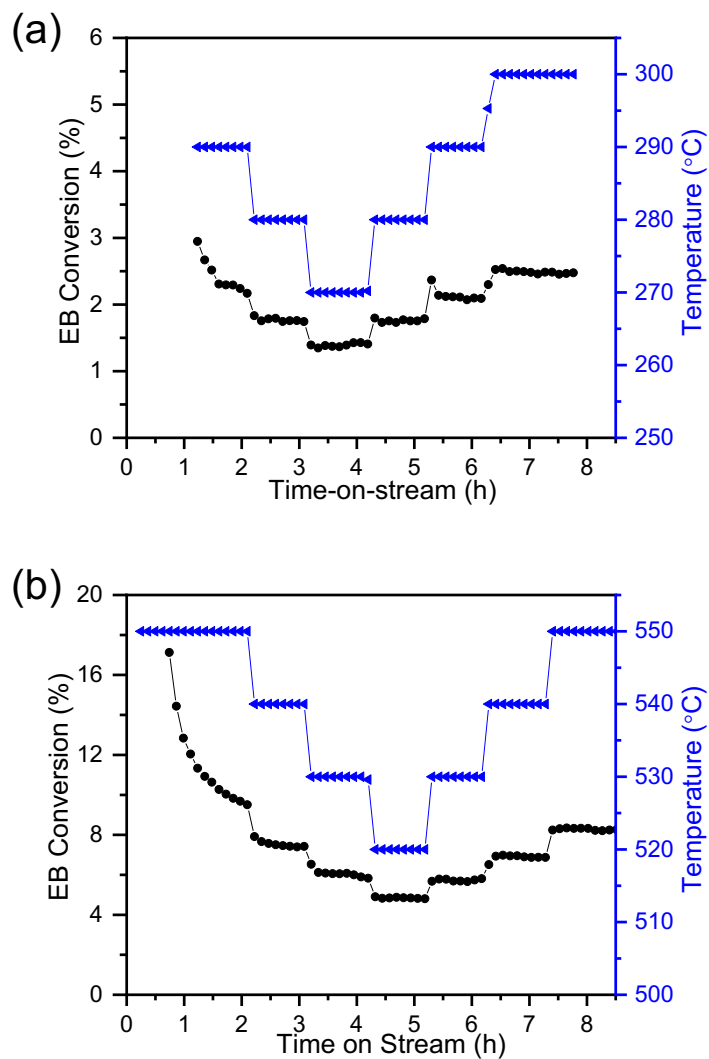 (a)
6
5
4
3
2
1
0
EB Conversion (%)
300
290
280
270
260
250
Temperature (°C)
0 1 2 3 4 5 6 7 8
Time-on-stream (h)
(b)
20
16
12
8
4
0
EB Conversion (%)
550
540
530
520
510
500
Temperature (°C)
0 1 2 3 4 5 6 7 8
Time on Stream (h)